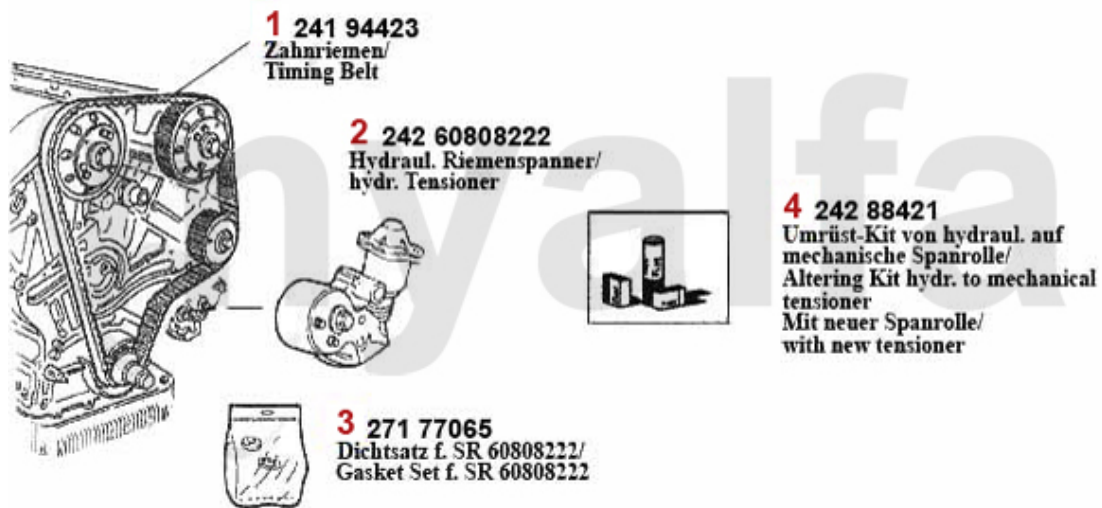 1 241 94423
Zahnriemen/
Timing Belt
2 242 60808222
Hydraul. Riemenspanner/
hydr. Tensioner
4 242 88421
Umrüst-Kit von hydraul. auf
mechanische Spanrolle/
Altering Kit hydr. to mechanical
tensioner
Mit neuer Spanrolle/
with new tensioner
3 271 77065
Dichtsatz f. SR 60808222/
Gasket Set f. SR 60808222
myalfa